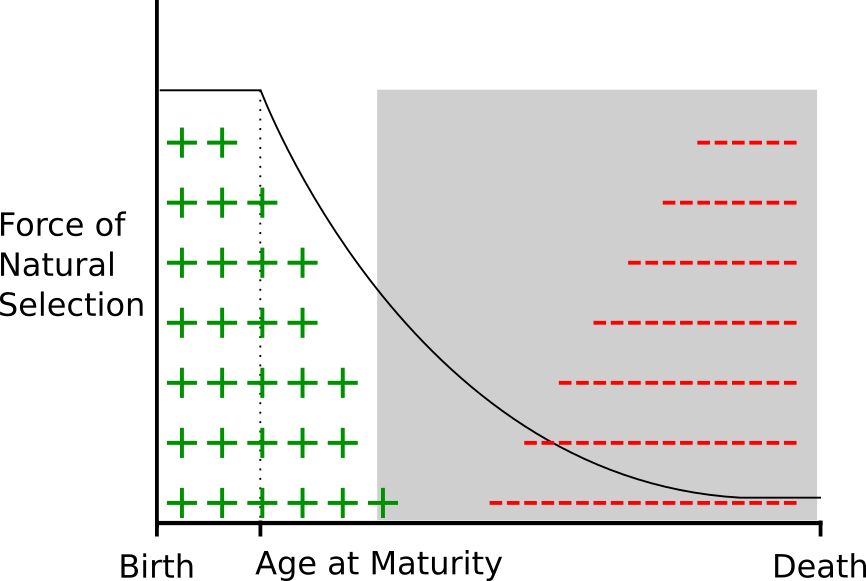 Force of
Natural
Selection
Birth
Age at Maturity
Death